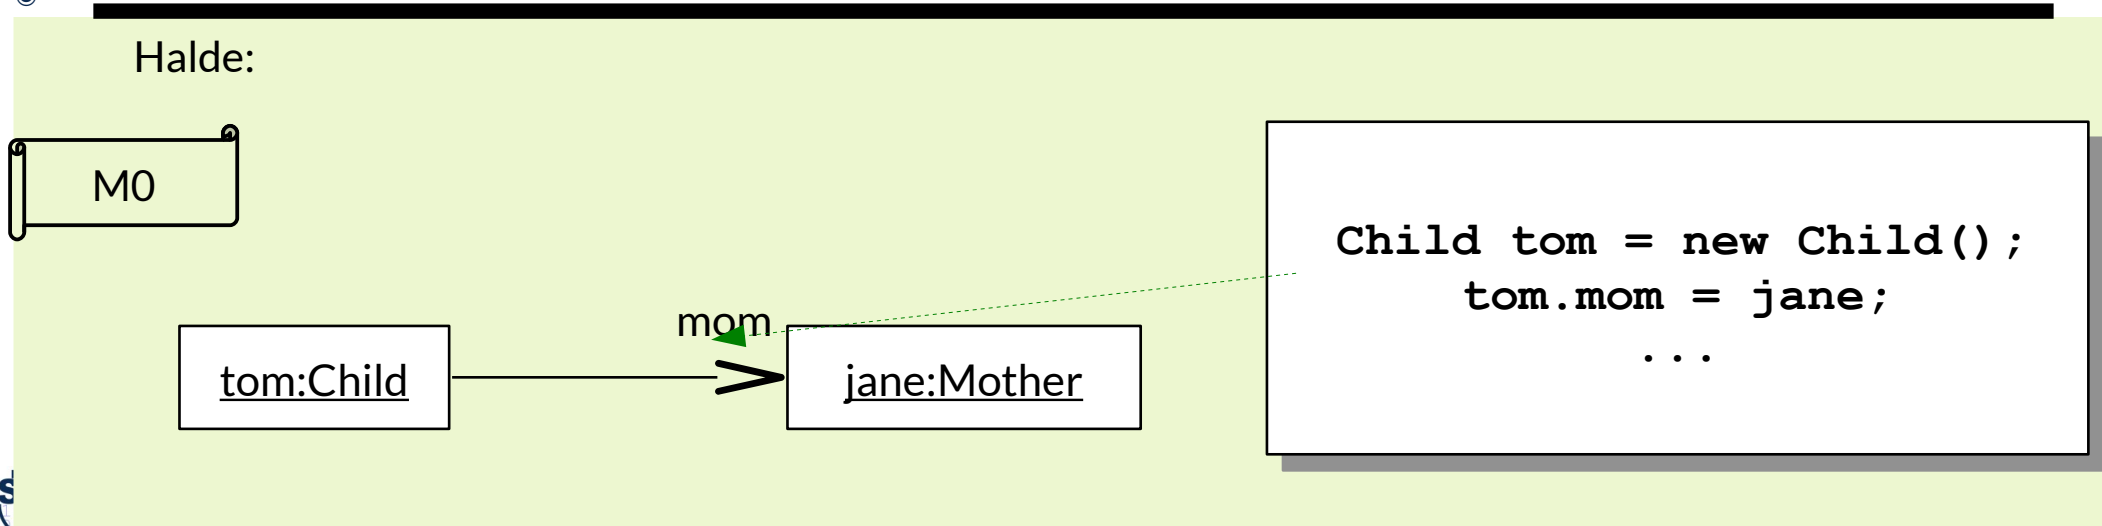 Halde:
M0
Child tom = new Child();
tom.mom = jane;
...
mom
tom:Child
jane:Mother